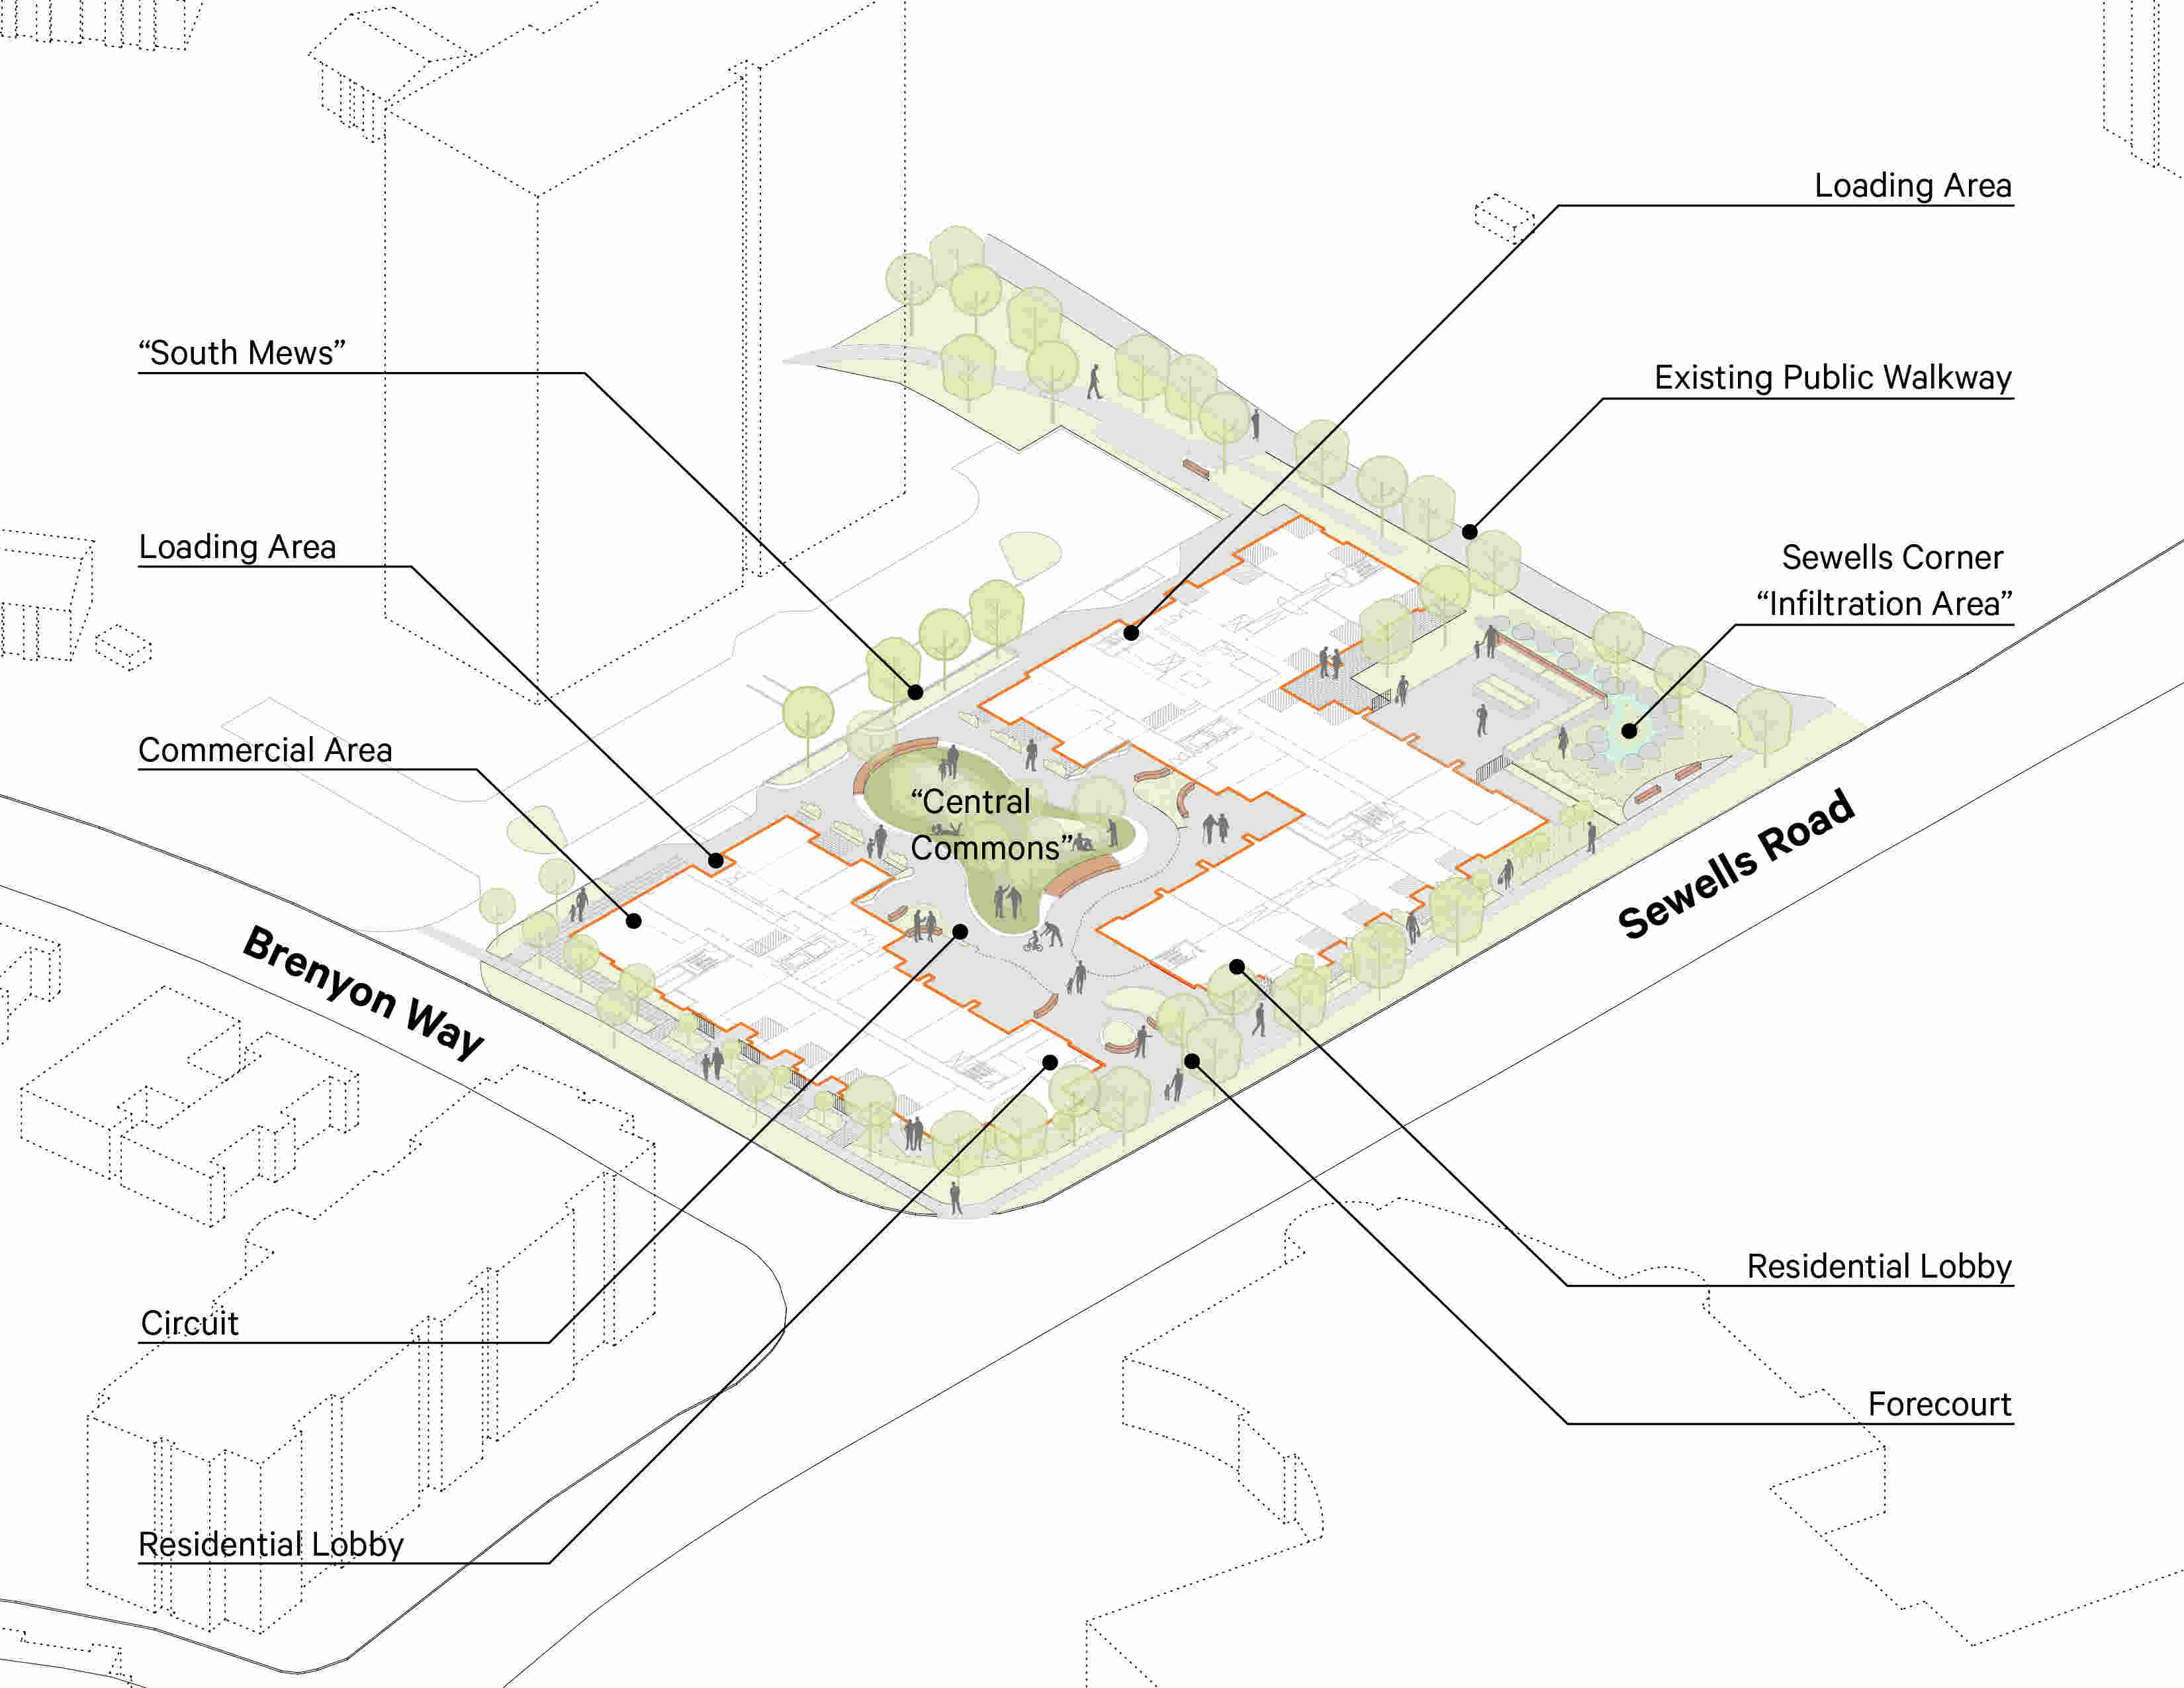 Loading Area
“South Mews”
Existing Public Walkway
Loading Area
Sewells Corner
“Infiltration Area”
Commercial Area
“Central
Commons”
Sewells Road
Brenyon Way
Residential Lobby
Circuit
Forecourt
Residential Lobby